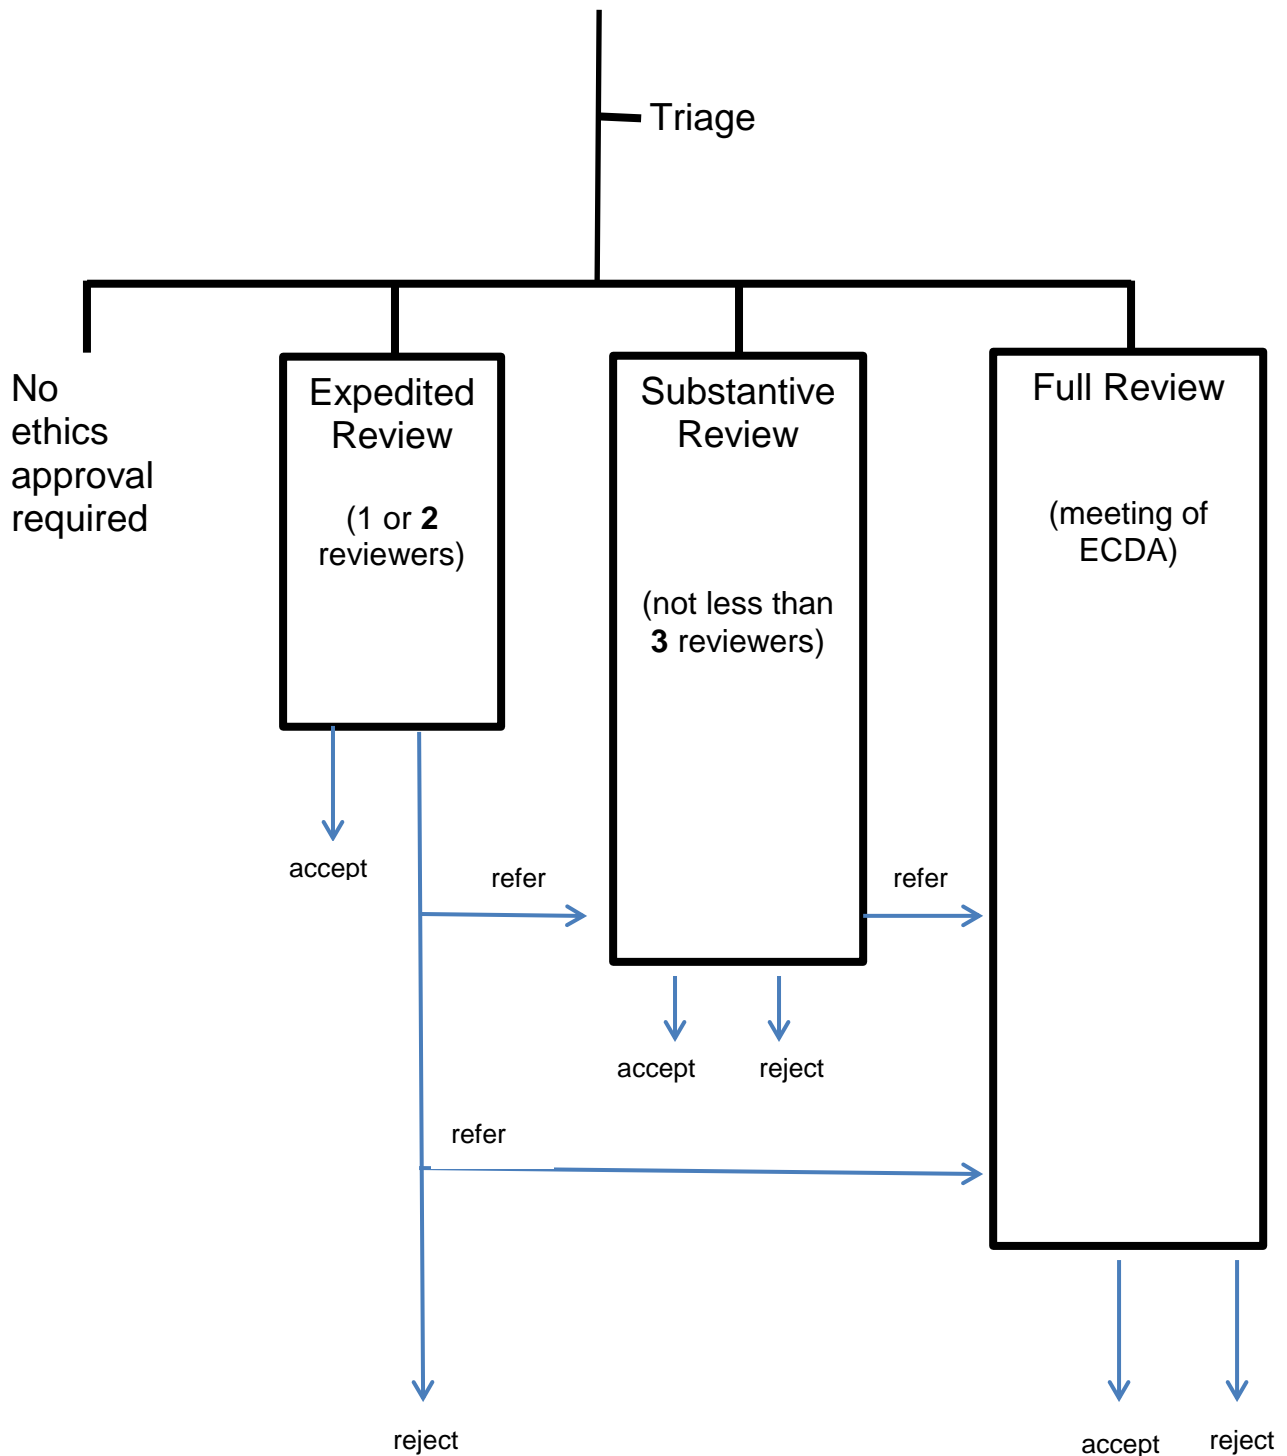 Triage
No
ethics
approval
required
Expedited
Review
(1 or 2
reviewers)
Substantive
Review
(not less than
3 reviewers)
Full Review
(meeting of
ECDA)
accept
refer
refer
accept
reject
refer
reject
accept
reject